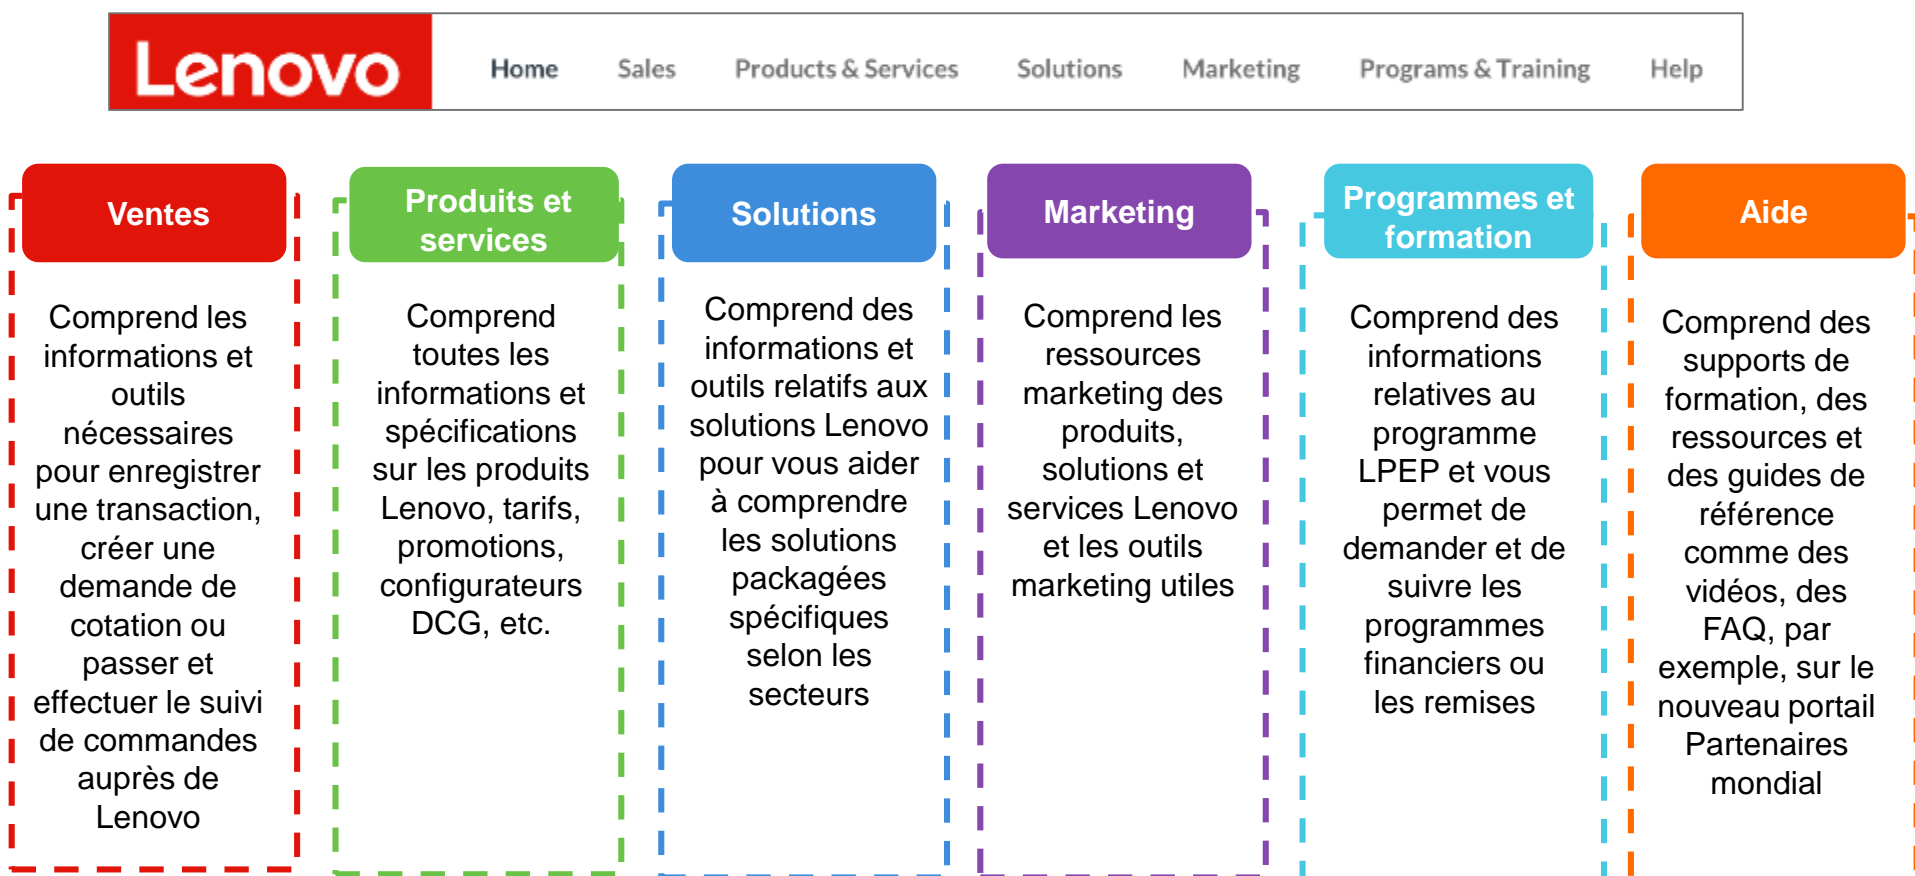 Lenovo
Home
Sales
Products & Services
Solutions
Marketing
Programs & Training
Help
Ventes
Comprend les
informations et
outils
nécessaires
pour enregistrer
une transaction,
créer une
demande de
cotation ou
passer et
effectuer le suivi
de commandes
auprès de
Lenovo
Produits et
services
Comprend
toutes les
informations et
spécifications
sur les produits
Lenovo, tarifs,
promotions,
configurateurs
DCG, etc.
Solutions
Comprend des
informations et
outils relatifs aux
solutions Lenovo
pour vous aider
à comprendre
les solutions
packagées
spécifiques
selon les
secteurs
Marketing
Comprend les
ressources
marketing des
produits,
solutions et
services Lenovo
et les outils
marketing utiles
Programmes et
formation
Comprend des
informations
relatives au
programme
LPEP et vous
permet de
demander et de
suivre les
programmes
financiers ou
les remises
Aide
Comprend des
supports de
formation, des
ressources et
des guides de
référence
comme des
vidéos, des
FAQ, par
exemple, sur le
nouveau portail
Partenaires
mondial